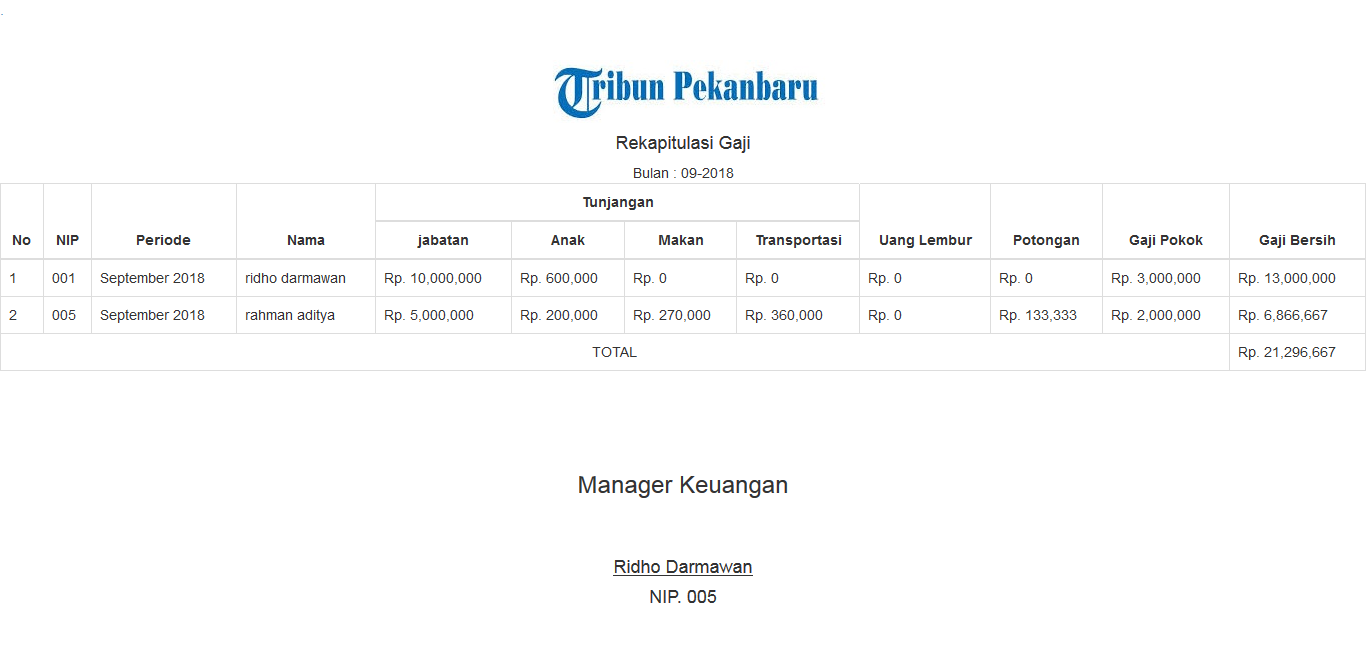 Tribun Pekanbaru
Rekapitulasi Gaji
Bulan : 09-2018
Tunjangan
No NIP Periode Nama jabatan Anak Makan Transportasi Uang Lembur Potongan Gaji Pokok Gaji Bersih
1 001 September 2018 ridho darmawan Rp. 10,000,000 Rp. 600,000 Rp. 0 Rp. 0 Rp. 0 Rp. 0 Rp. 3,000,000 Rp. 13,000,000
2 005 September 2018 rahman aditya Rp. 5,000,000 Rp. 200,000 Rp. 270,000 Rp. 360,000 Rp. 0 Rp. 133,333 Rp. 2,000,000 Rp. 6,866,667
TOTAL Rp. 21,296,667
Manager Keuangan
Ridho Darmawan
NIP. 005